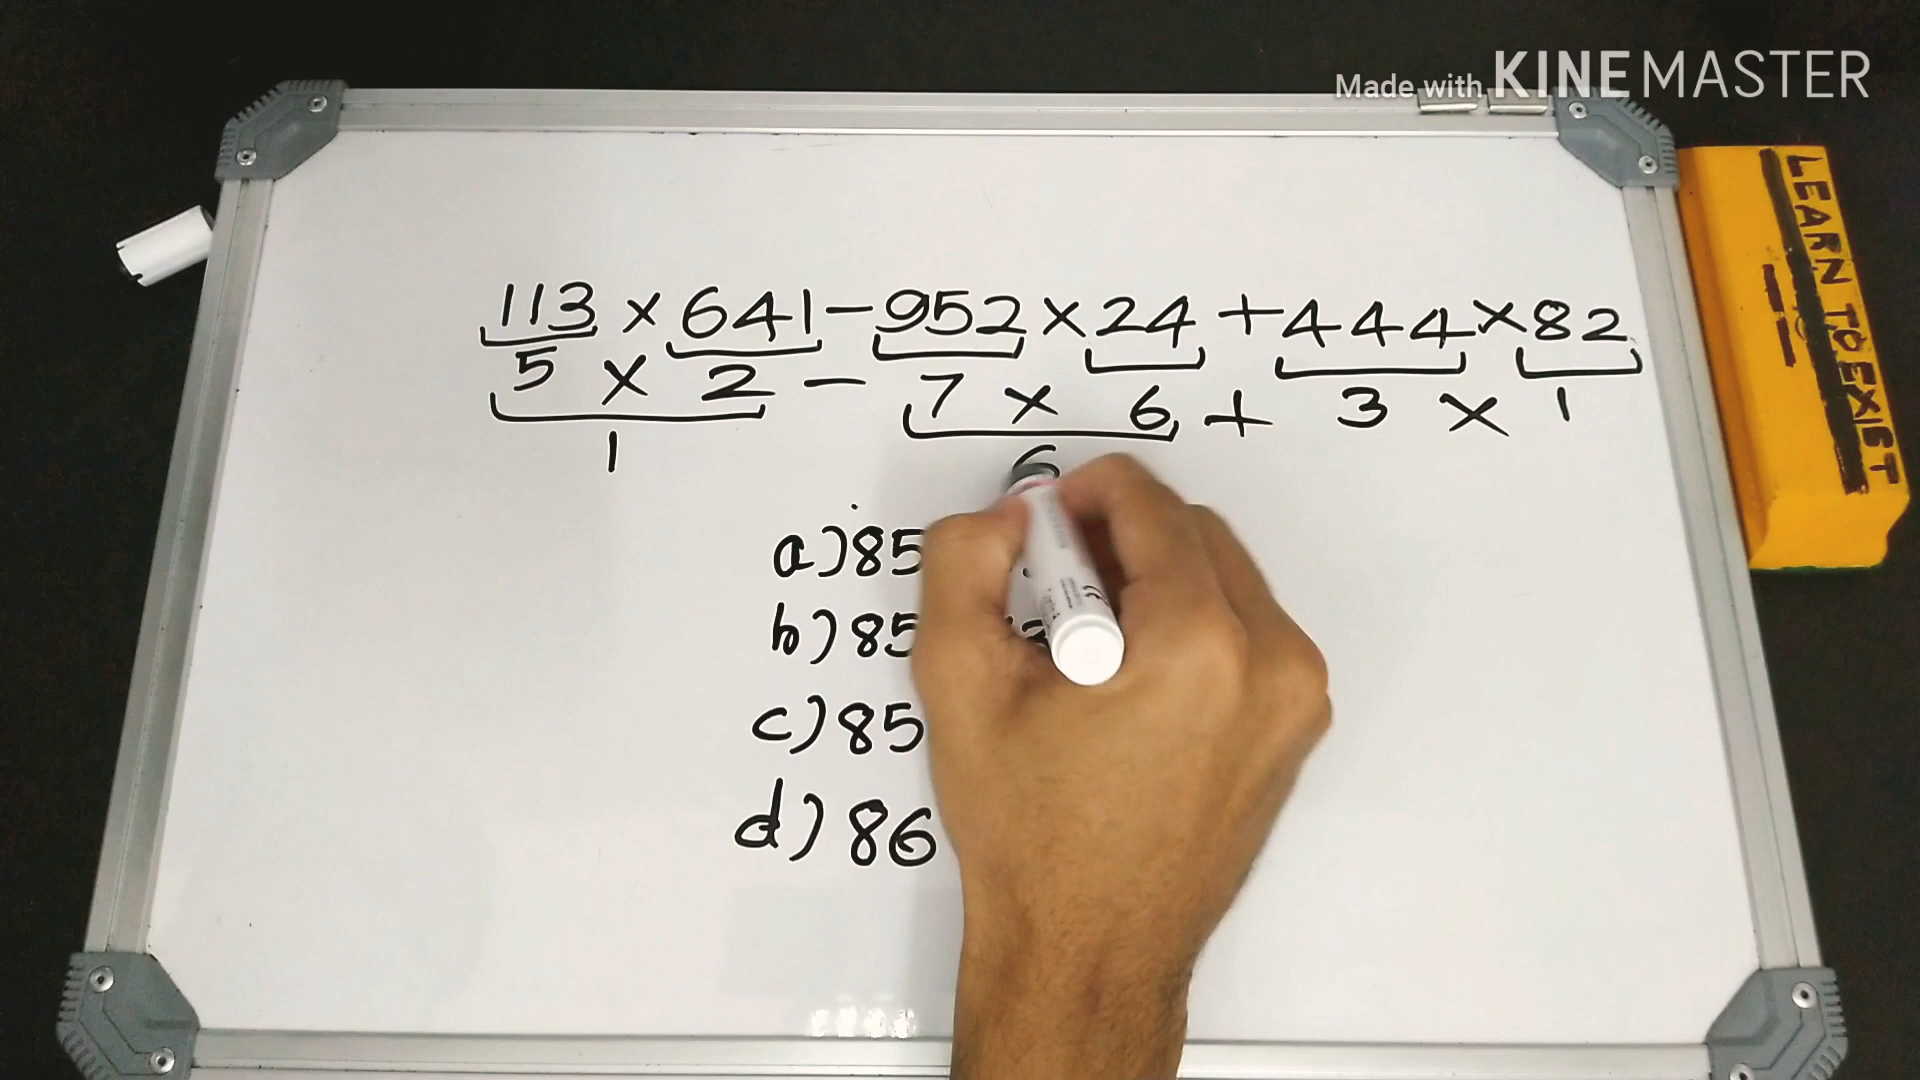 Made with KINEMASTER
LEARN TO EXIST
113 × 641 - 952 × 24 + 444 × 82
5 × 2 - 7 × 6 + 3 × 1
1 6
a) 85
b) 85
c) 85
d) 86